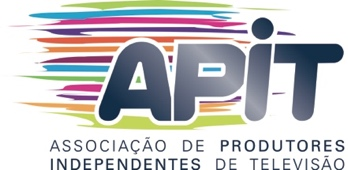 APIT
ASSOCIAÇÃO DE PRODUTORES
INDEPENDENTES DE TELEVISÃO